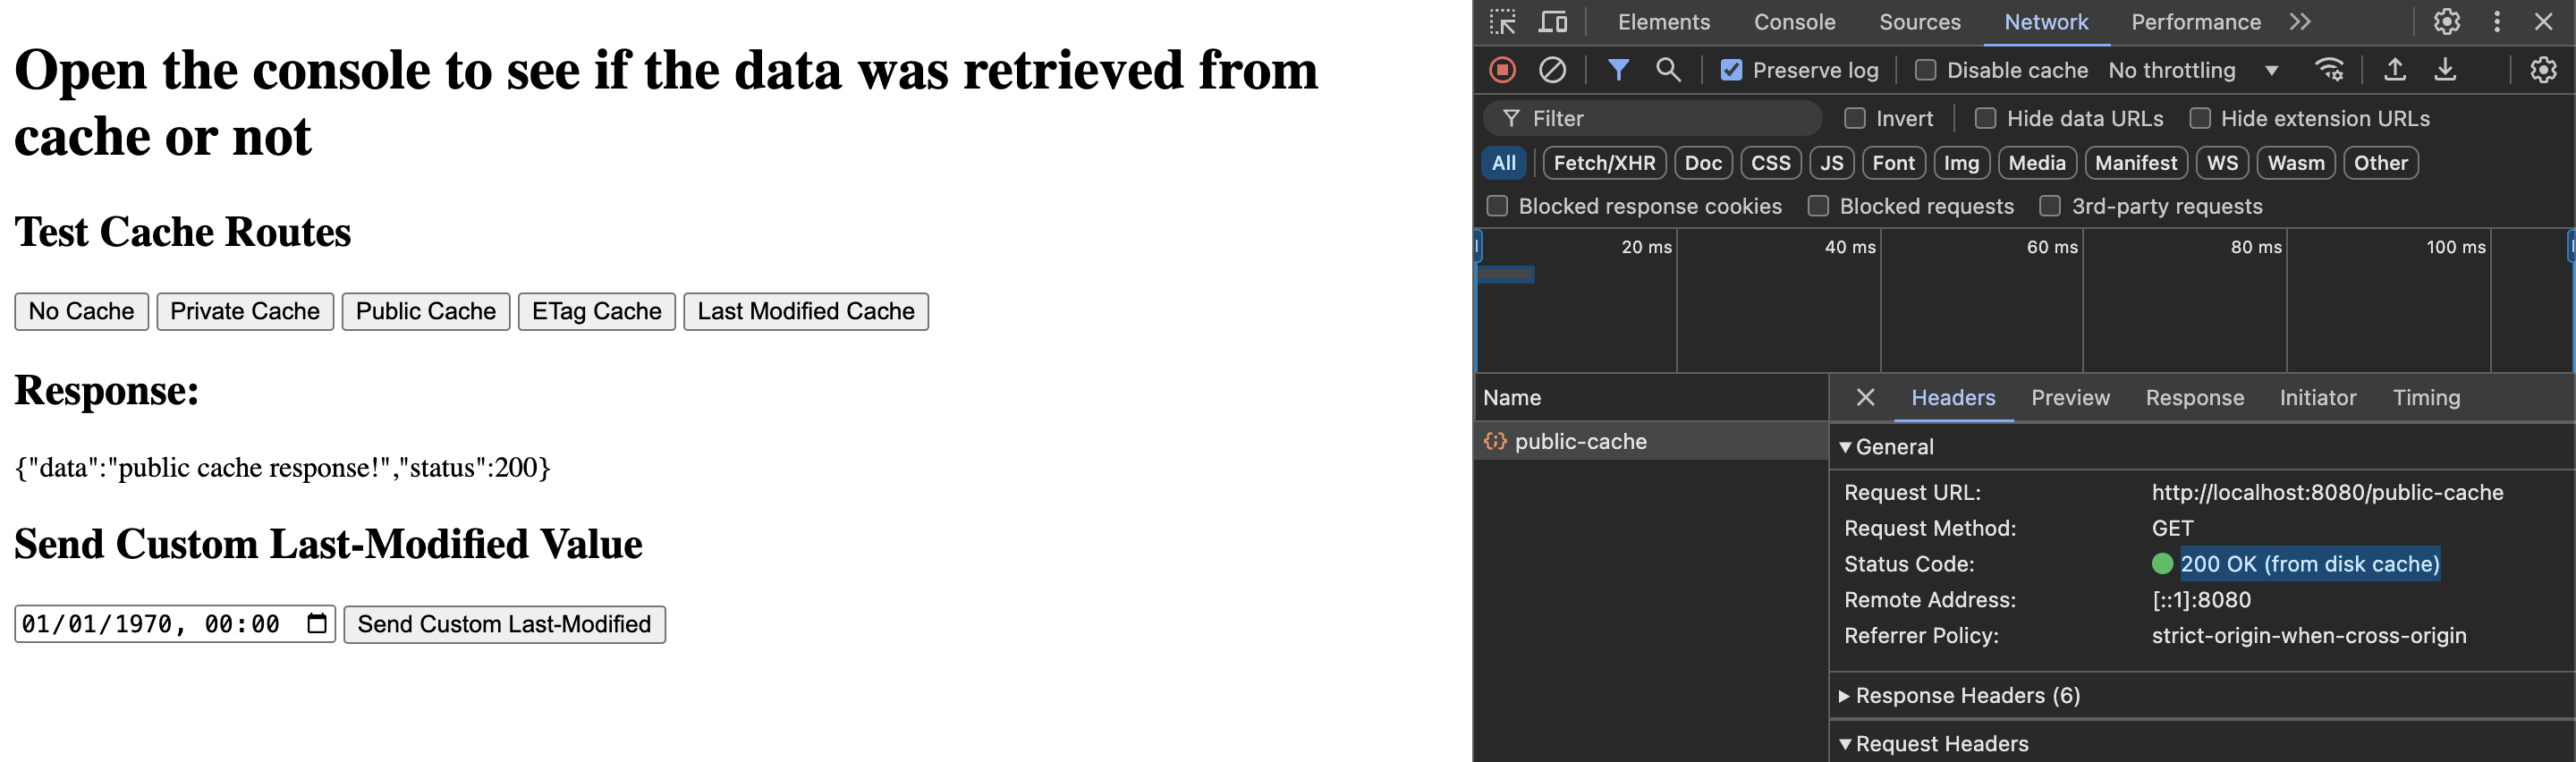 Open the console to see if the data was retrieved from
cache or not
Test Cache Routes
No Cache Private Cache Public Cache ETag Cache Last Modified Cache
Response:
{"data":"public cache response!","status":200}
Send Custom Last-Modified Value
01/01/1970, 00:00 Send Custom Last-Modified
Elements Console Sources Network Performance
Preserve log Disable cache No throttling
Filter Invert Hide data URLs Hide extension URLs
All Fetch/XHR Doc CSS JS Font Img Media Manifest WS Wasm Other
Blocked response cookies Blocked requests 3rd-party requests
20 ms 40 ms 60 ms 80 ms 100 ms
Name
public-cache
Headers Preview Response Initiator Timing
General
Request URL: http://localhost:8080/public-cache
Request Method: GET
Status Code: 200 OK (from disk cache)
Remote Address: [::1]:8080
Referrer Policy: strict-origin-when-cross-origin
Response Headers (6)
Request Headers